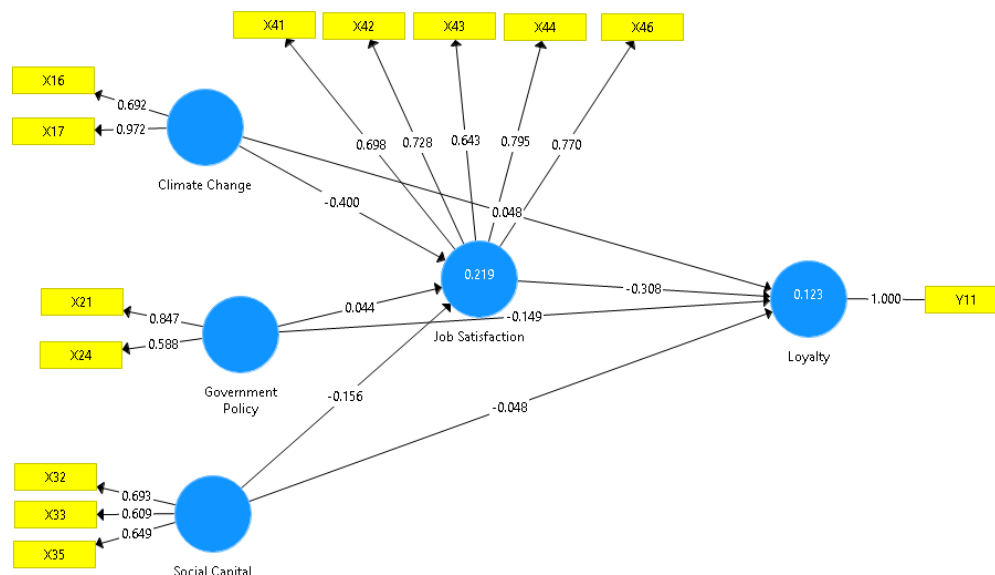 X41
X42
X43
X44
X46
X16
X17
0.692
0.972
Climate Change
0.698
0.728
0.643
0.795
0.770
-0.400
0.048
0.219
Job Satisfaction
-0.308
0.123
Loyalty
1.000
Y11
X21
X24
0.847
0.588
Government
Policy
0.044
-0.149
-0.156
-0.048
X32
X33
X35
0.693
0.609
0.649
Social Capital